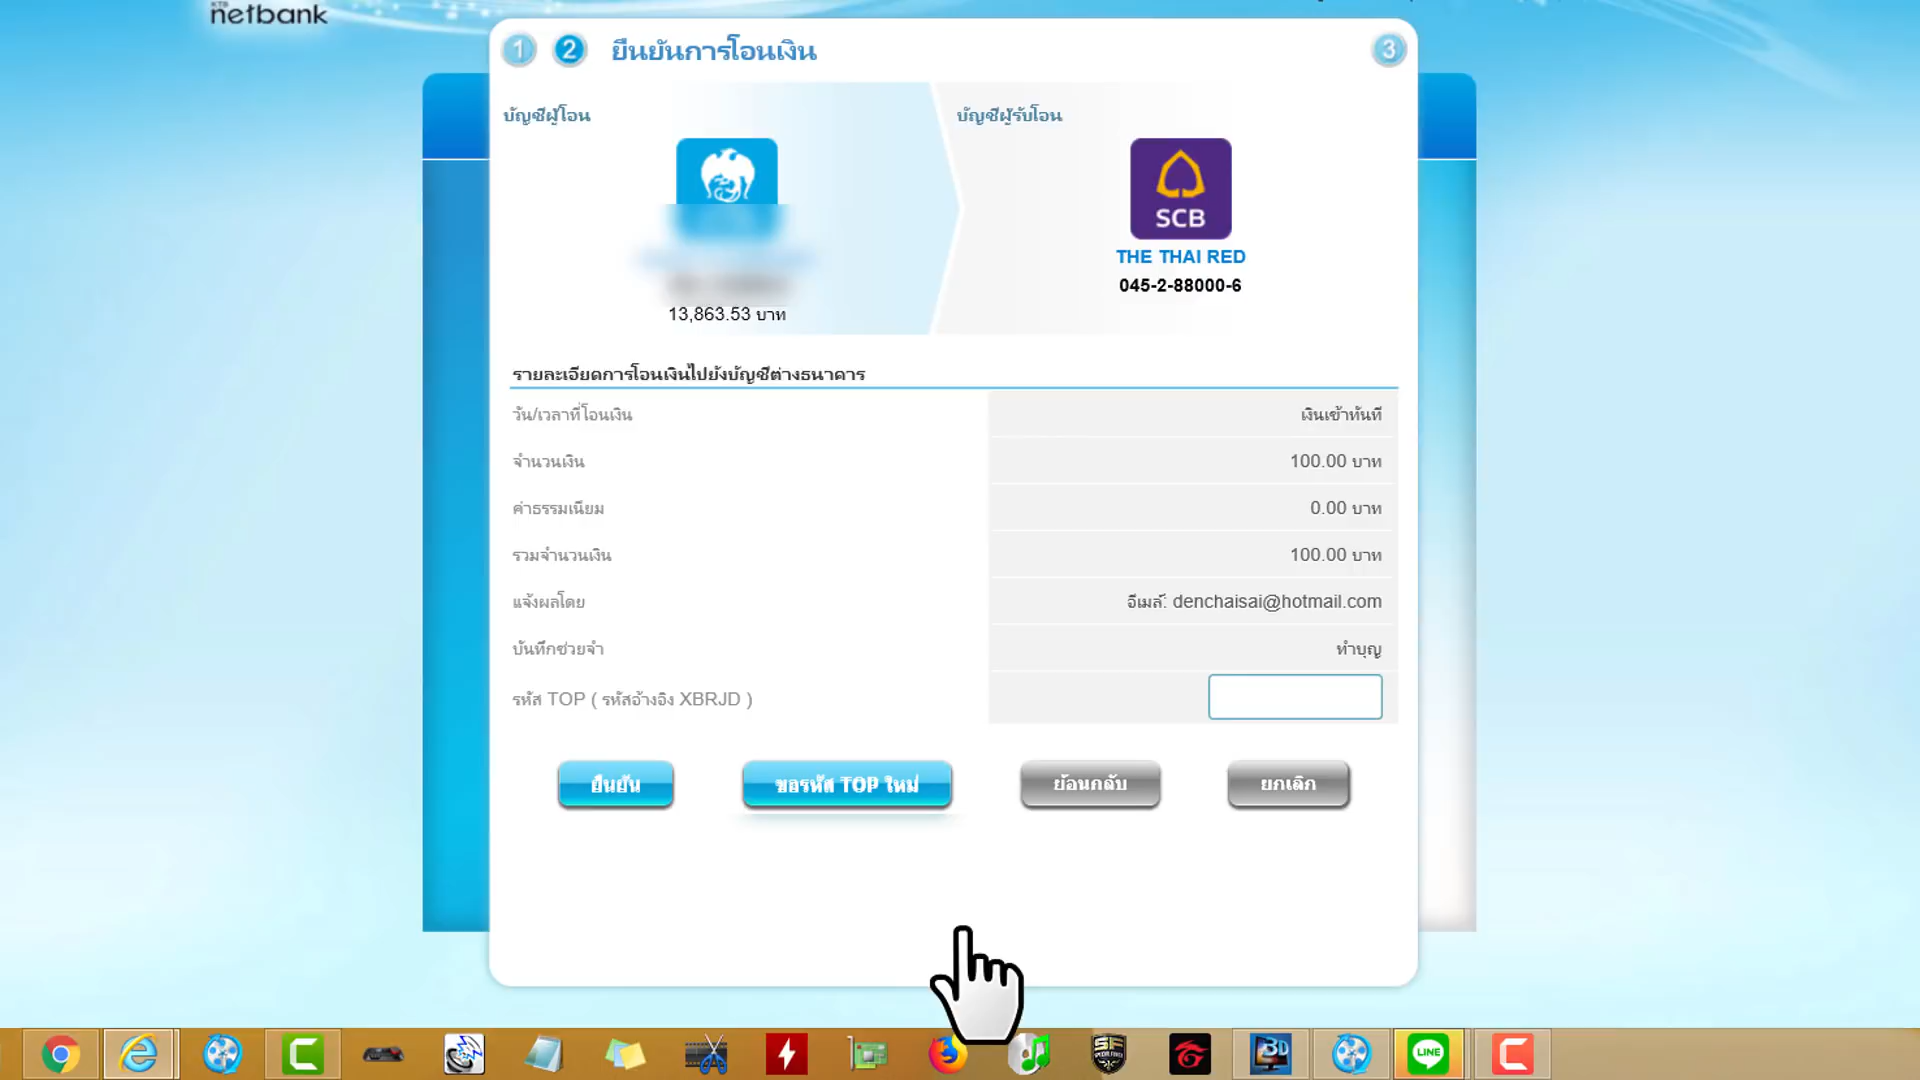 KTB
netbank
1 2 ยืนยันการโอนเงิน 3
บัญชีผู้โอน
บัญชีผู้รับโอน
SCB
THE THAI RED
045-2-88000-6
13,863.53 บาท
รายละเอียดการโอนเงินไปยังบัญชีต่างธนาคาร
วัน/เวลาที่โอนเงิน เงินเข้าทันที
จำนวนเงิน 100.00 บาท
ค่าธรรมเนียม 0.00 บาท
รวมจำนวนเงิน 100.00 บาท
แจ้งผลโดย อีเมล์: denchaisai@hotmail.com
บันทึกช่วยจำ ทำบุญ
รหัส TOP ( รหัสอ้างอิง XBRJD )
ยืนยัน ขอรหัส TOP ใหม่ ย้อนกลับ ยกเลิก
SF
3D
LINE